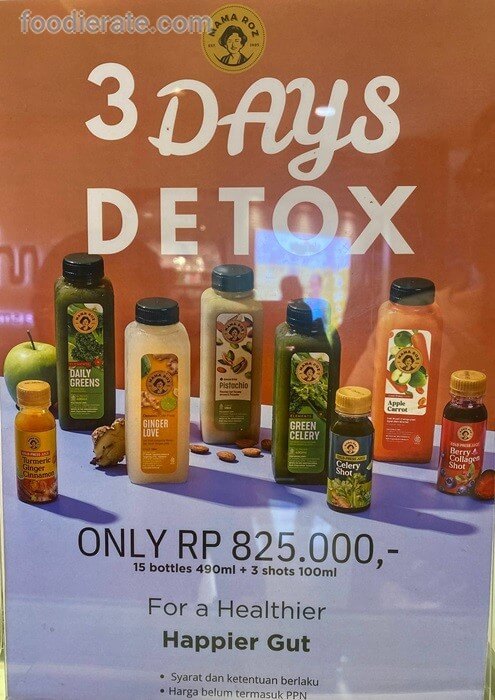 foodierate.com
MAMA ROZ
3 DAYS
DETOX
DAILY
GREENS
GINGER
LOVE
Pistachio
GREEN
CELERY
Apple
Carrot
Turmeric
Ginger
Cinnamon
Celery
Shot
Berry &
Collagen
Shot
ONLY RP 825.000,-
15 bottles 490ml + 3 shots 100ml
For a Healthier
Happier Gut
• Syarat dan ketentuan berlaku
• Harga belum termasuk PPN